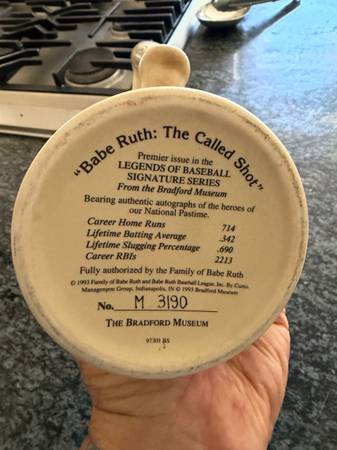 "Babe Ruth: The Called Shot"
Premier issue in the
LEGENDS OF BASEBALL
SIGNATURE SERIES
From the Bradford Museum
Bearing authentic autographs of the heroes of
our National Pastime.
Career Home Runs 714
Lifetime Batting Average .342
Lifetime Slugging Percentage .690
Career RBIs 2213
Fully authorized by the Family of Babe Ruth
© 1993 Family of Babe Ruth and Babe Ruth Baseball League, Inc. By Curtis
Management Group, Indianapolis, IN © 1993 Bradford Museum
No. M 3190
THE BRADFORD MUSEUM
97301 BS